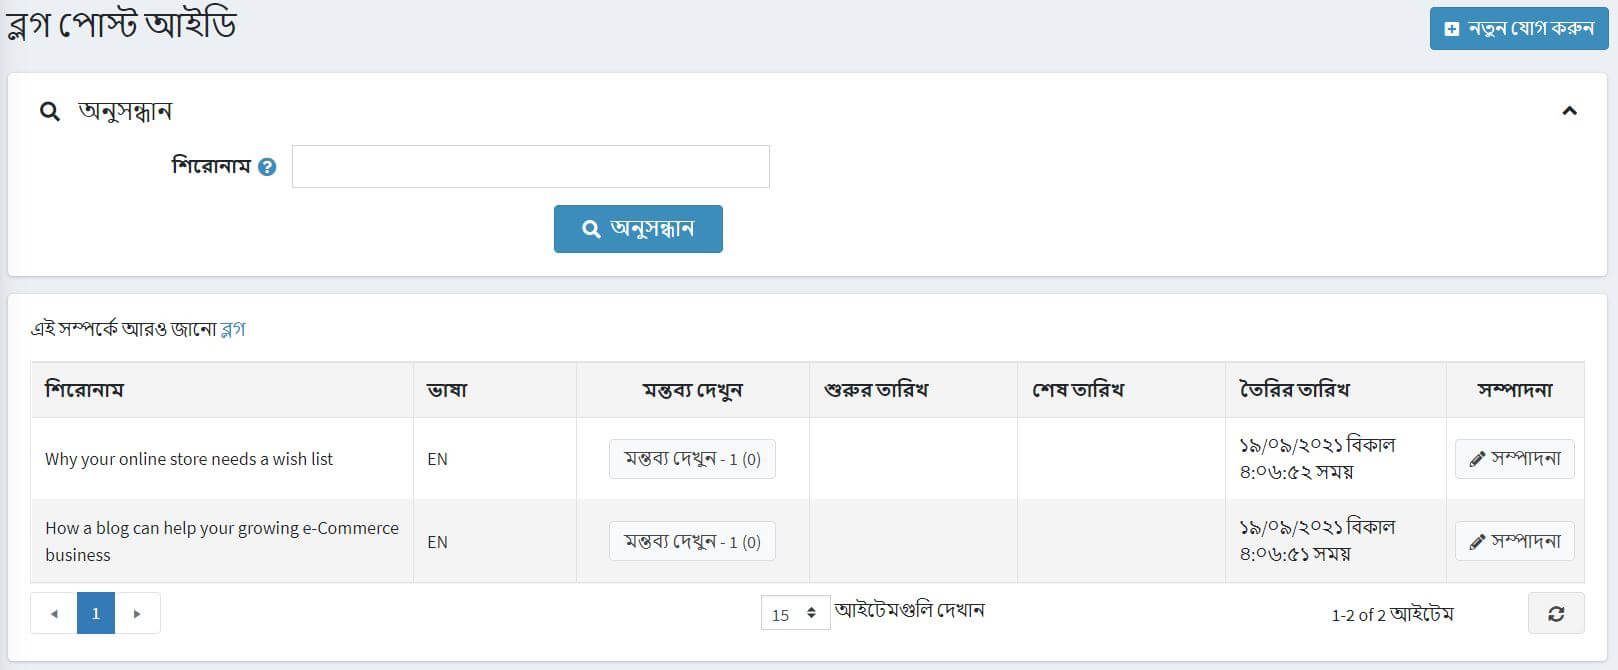 ব্লগ পোস্ট আইডি
নতুন যোগ করুন
অনুসন্ধান
শিরোনাম
অনুসন্ধান
এই সম্পর্কে আরও জানো ব্লগ
শিরোনাম ভাষা মন্তব্য দেখুন শুরুর তারিখ শেষ তারিখ তৈরির তারিখ সম্পাদনা
Why your online store needs a wish list EN মন্তব্য দেখুন - 1 (0) ১৯/০৯/২০২১ বিকাল
৪:০৬:৫২ সময় সম্পাদনা
How a blog can help your growing e-Commerce
business EN মন্তব্য দেখুন - 1 (0) ১৯/০৯/২০২১ বিকাল
৪:০৬:৫১ সময় সম্পাদনা
1 15 আইটেমগুলি দেখান 1-2 of 2 আইটেম